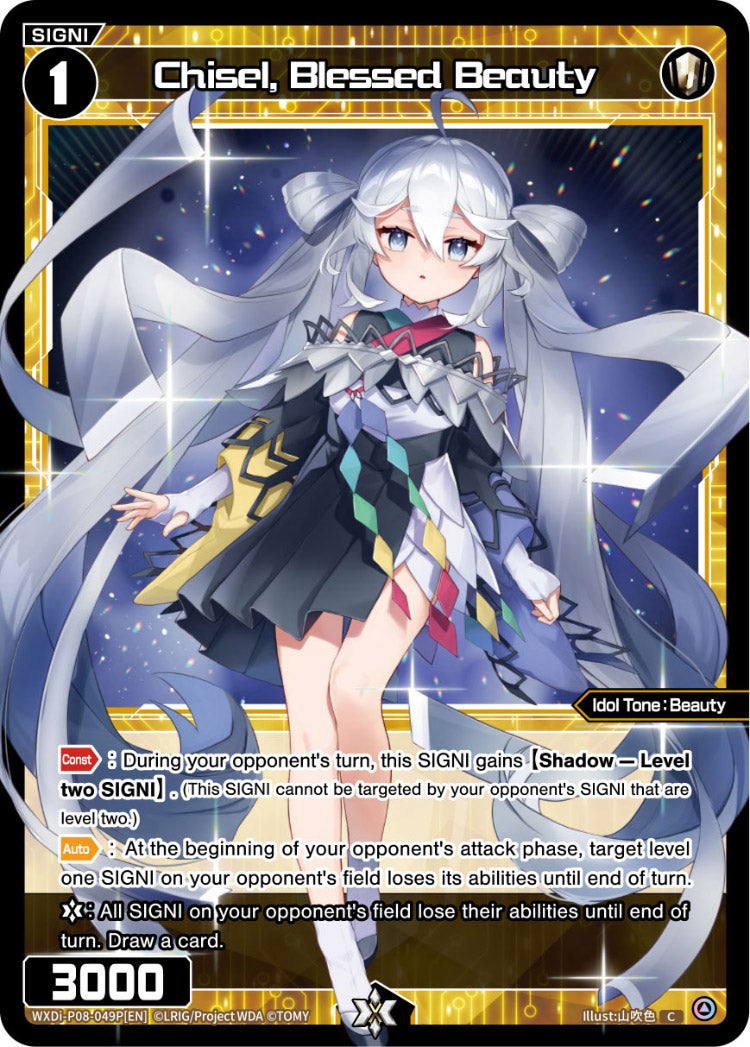 SIGNI
1
Chisel, Blessed Beauty
Idol Tone:Beauty
Const : During your opponent's turn, this SIGNI gains 【Shadow — Level
two SIGNI】. (This SIGNI cannot be targeted by your opponent's SIGNI that are
level two.)
Auto : At the beginning of your opponent's attack phase, target level
one SIGNI on your opponent's field loses its abilities until end of turn.
: All SIGNI on your opponent's field lose their abilities until end of
turn. Draw a card.
3000
WXDi-P08-049P[EN] ©LRIG/Project WDA ©TOMY
Illust:山吹色 C